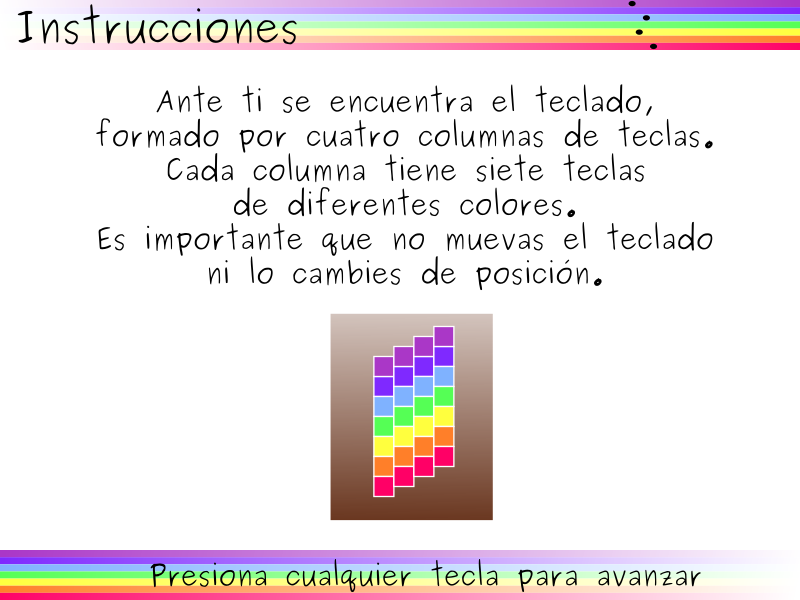 Instrucciones
Ante ti se encuentra el teclado,
formado por cuatro columnas de teclas.
Cada columna tiene siete teclas
de diferentes colores.
Es importante que no muevas el teclado
ni lo cambies de posición.
Presiona cualquier tecla para avanzar